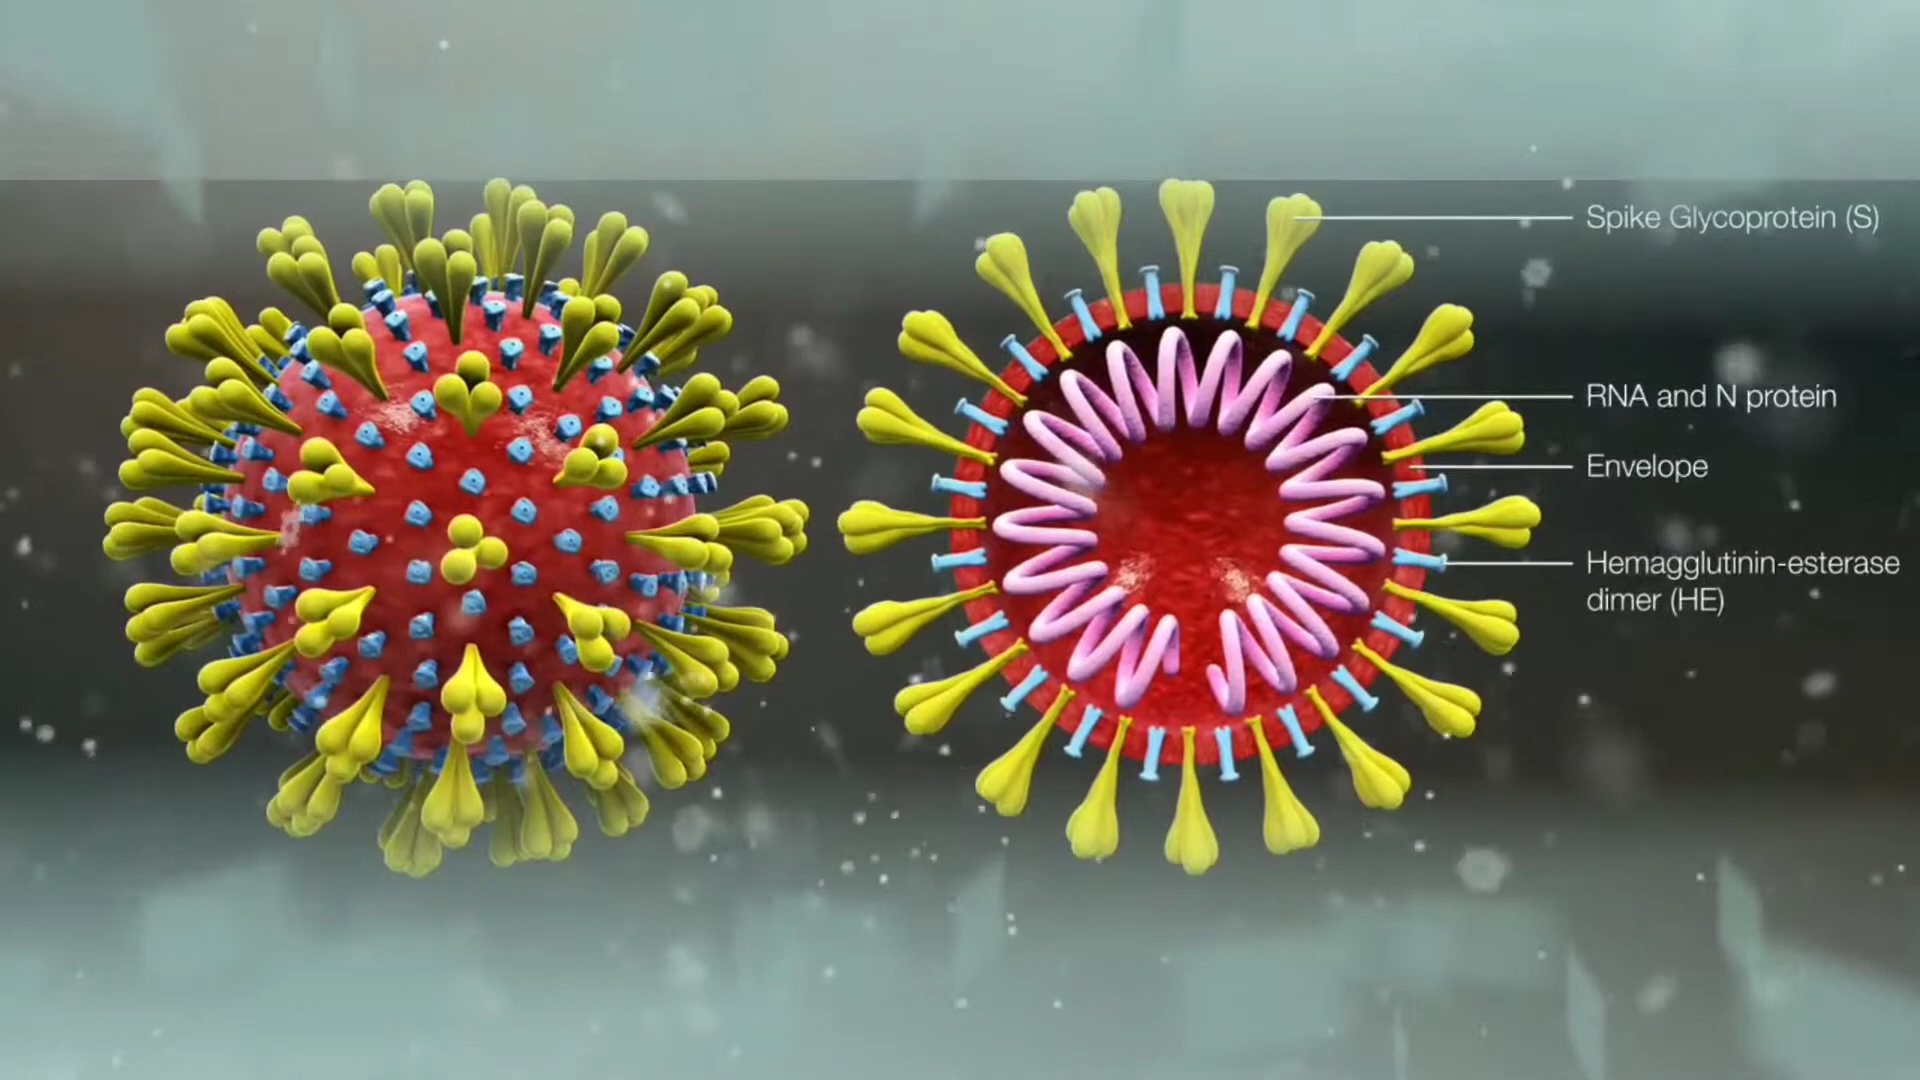 Spike Glycoprotein (S)
RNA and N protein
Envelope
Hemagglutinin-esterase
dimer (HE)